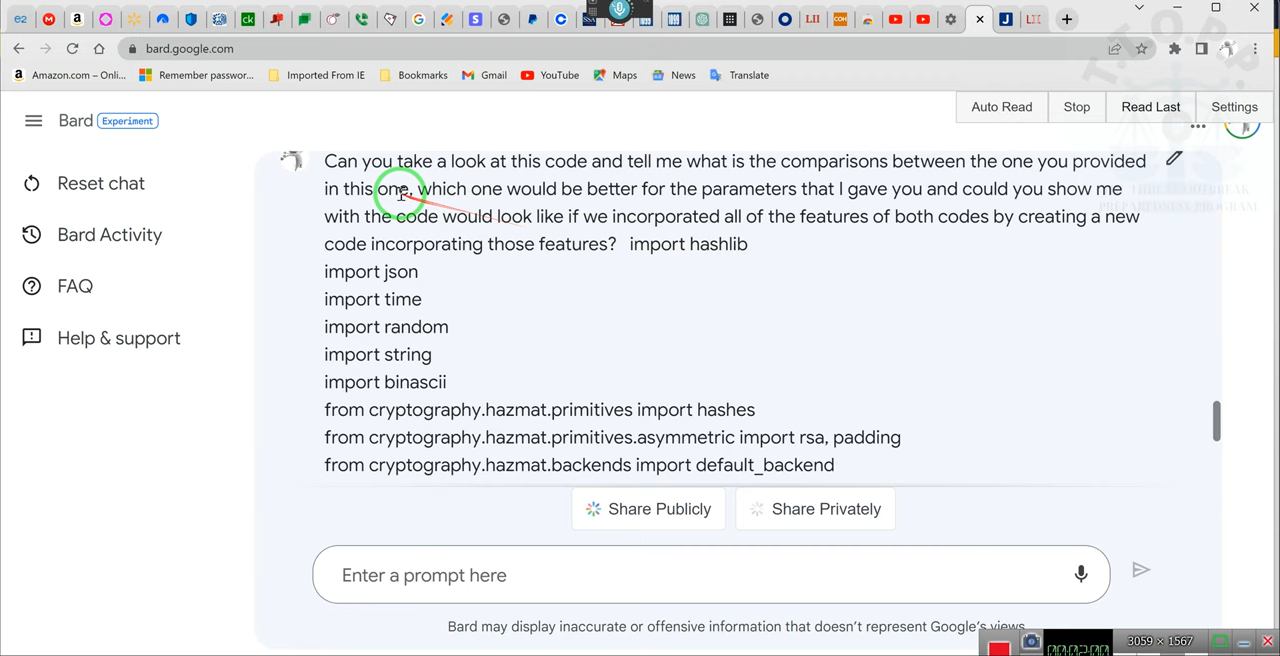 bard.google.com
Amazon.com – Onli...
Remember passwor...
Imported From IE
Bookmarks
Gmail
YouTube
Maps
News
Translate
Auto Read
Stop
Read Last
Settings
Bard
Experiment
Reset chat
Bard Activity
FAQ
Help & support
Can you take a look at this code and tell me what is the comparisons between the one you provided
in this one, which one would be better for the parameters that I gave you and could you show me
with the code would look like if we incorporated all of the features of both codes by creating a new
code incorporating those features? import hashlib
import json
import time
import random
import string
import binascii
from cryptography.hazmat.primitives import hashes
from cryptography.hazmat.primitives.asymmetric import rsa, padding
from cryptography.hazmat.backends import default_backend
Share Publicly
Share Privately
Enter a prompt here
Bard may display inaccurate or offensive information that doesn't represent Google's views.
00:02:00
3059 × 1567
T.T.O.P.P.